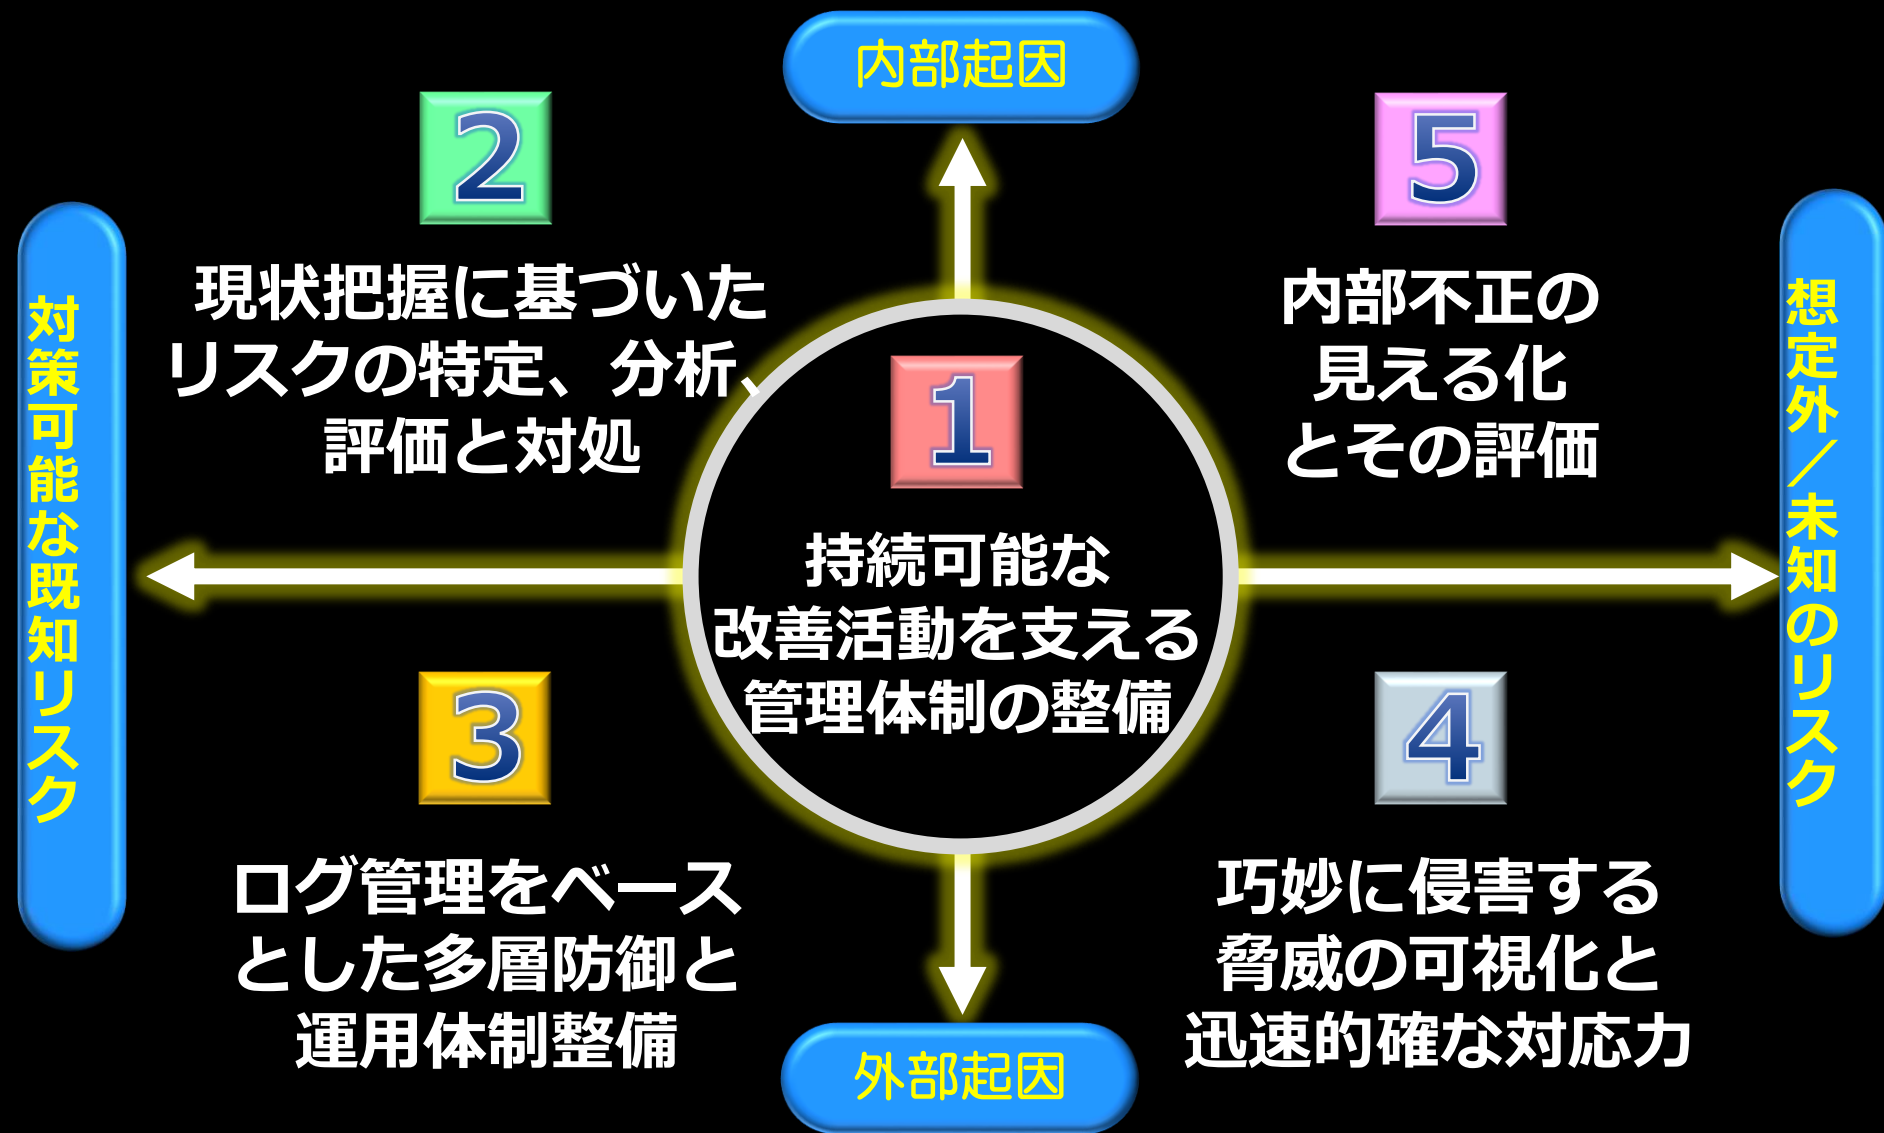 内部起因
2
現状把握に基づいた
リスクの特定、分析、
評価と対処
5
内部不正の
見える化
とその評価
対策可能な既知リスク
1
持続可能な
改善活動を支える
管理体制の整備
想定外／未知のリスク
3
ログ管理をベース
とした多層防御と
運用体制整備
4
巧妙に侵害する
脅威の可視化と
迅速的確な対応力
外部起因